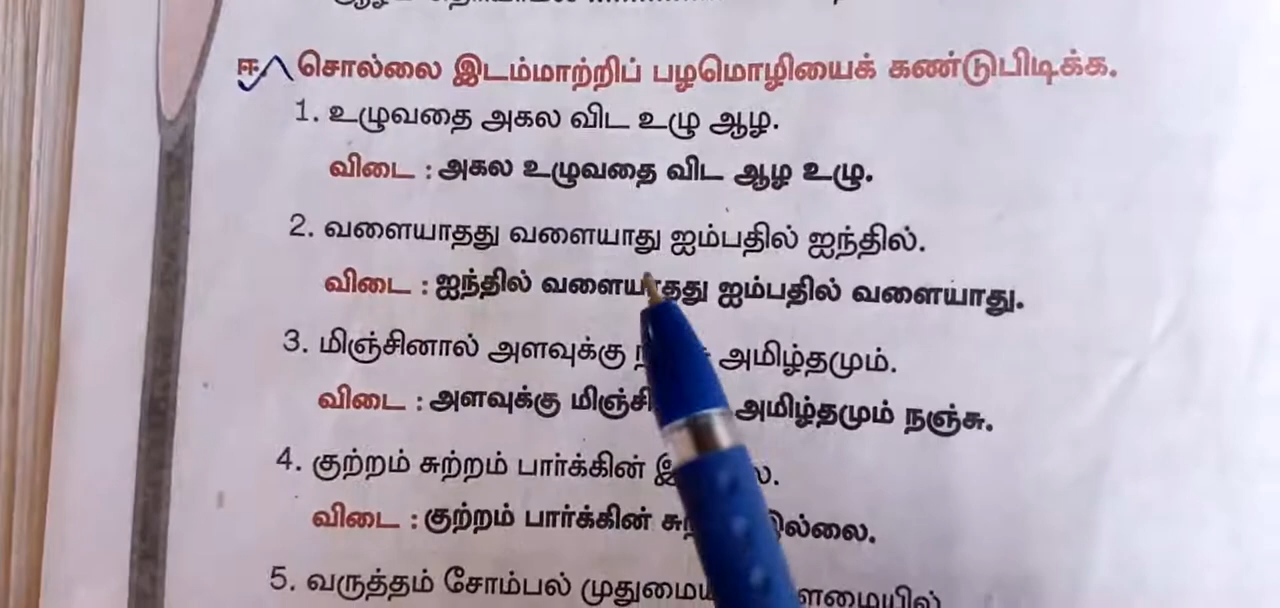 ஈ. சொல்லை இடம்மாற்றிப் பழமொழியைக் கண்டுபிடிக்க.
1. உழுவதை அகல விட உழு ஆழ.
விடை : அகல உழுவதை விட ஆழ உழு.
2. வளையாதது வளையாது ஐம்பதில் ஐந்தில்.
விடை : ஐந்தில் வளையாதது ஐம்பதில் வளையாது.
3. மிஞ்சினால் அளவுக்கு அமிழ்தமும்.
விடை : அளவுக்கு அமிழ்தமும் நஞ்சு.
4. குற்றம் சுற்றம் பார்க்கின்
விடை : குற்றம் பார்க்கின்
5. வருத்தம் சோம்பல்